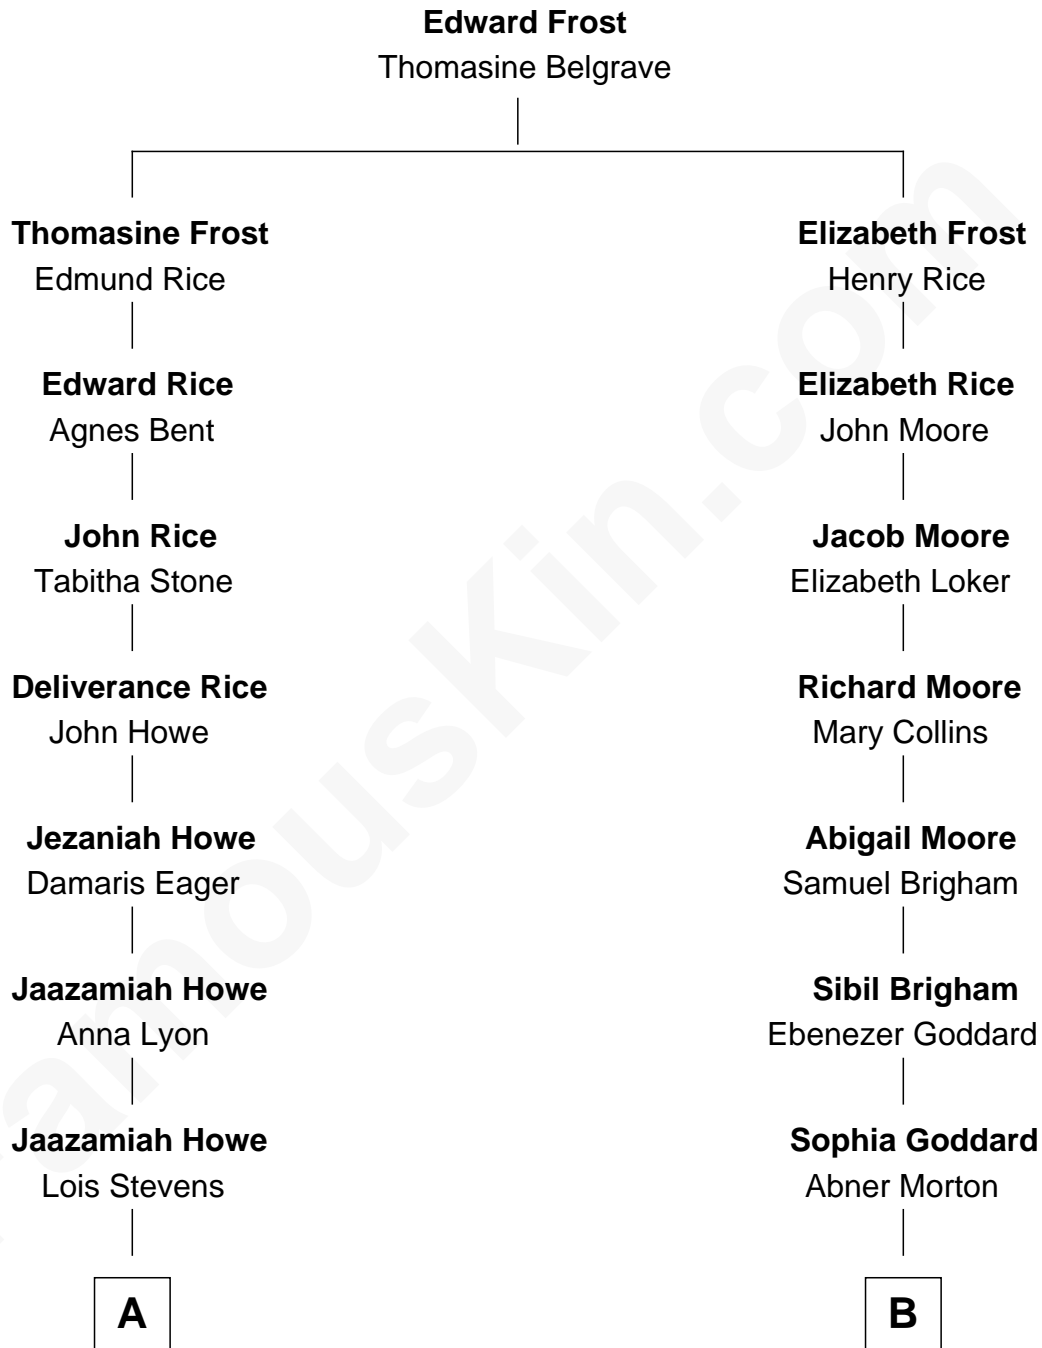 Edward Frost
Thomasine Belgrave
Thomasine Frost
Edmund Rice
Elizabeth Frost
Henry Rice
Edward Rice
Agnes Bent
Elizabeth Rice
John Moore
John Rice
Tabitha Stone
Jacob Moore
Elizabeth Loker
Deliverance Rice
John Howe
Richard Moore
Mary Collins
Jezaniah Howe
Damaris Eager
Abigail Moore
Samuel Brigham
Jaazamiah Howe
Anna Lyon
Sibil Brigham
Ebenezer Goddard
Jaazamiah Howe
Lois Stevens
Sophia Goddard
Abner Morton
A
B
FamousKin.com